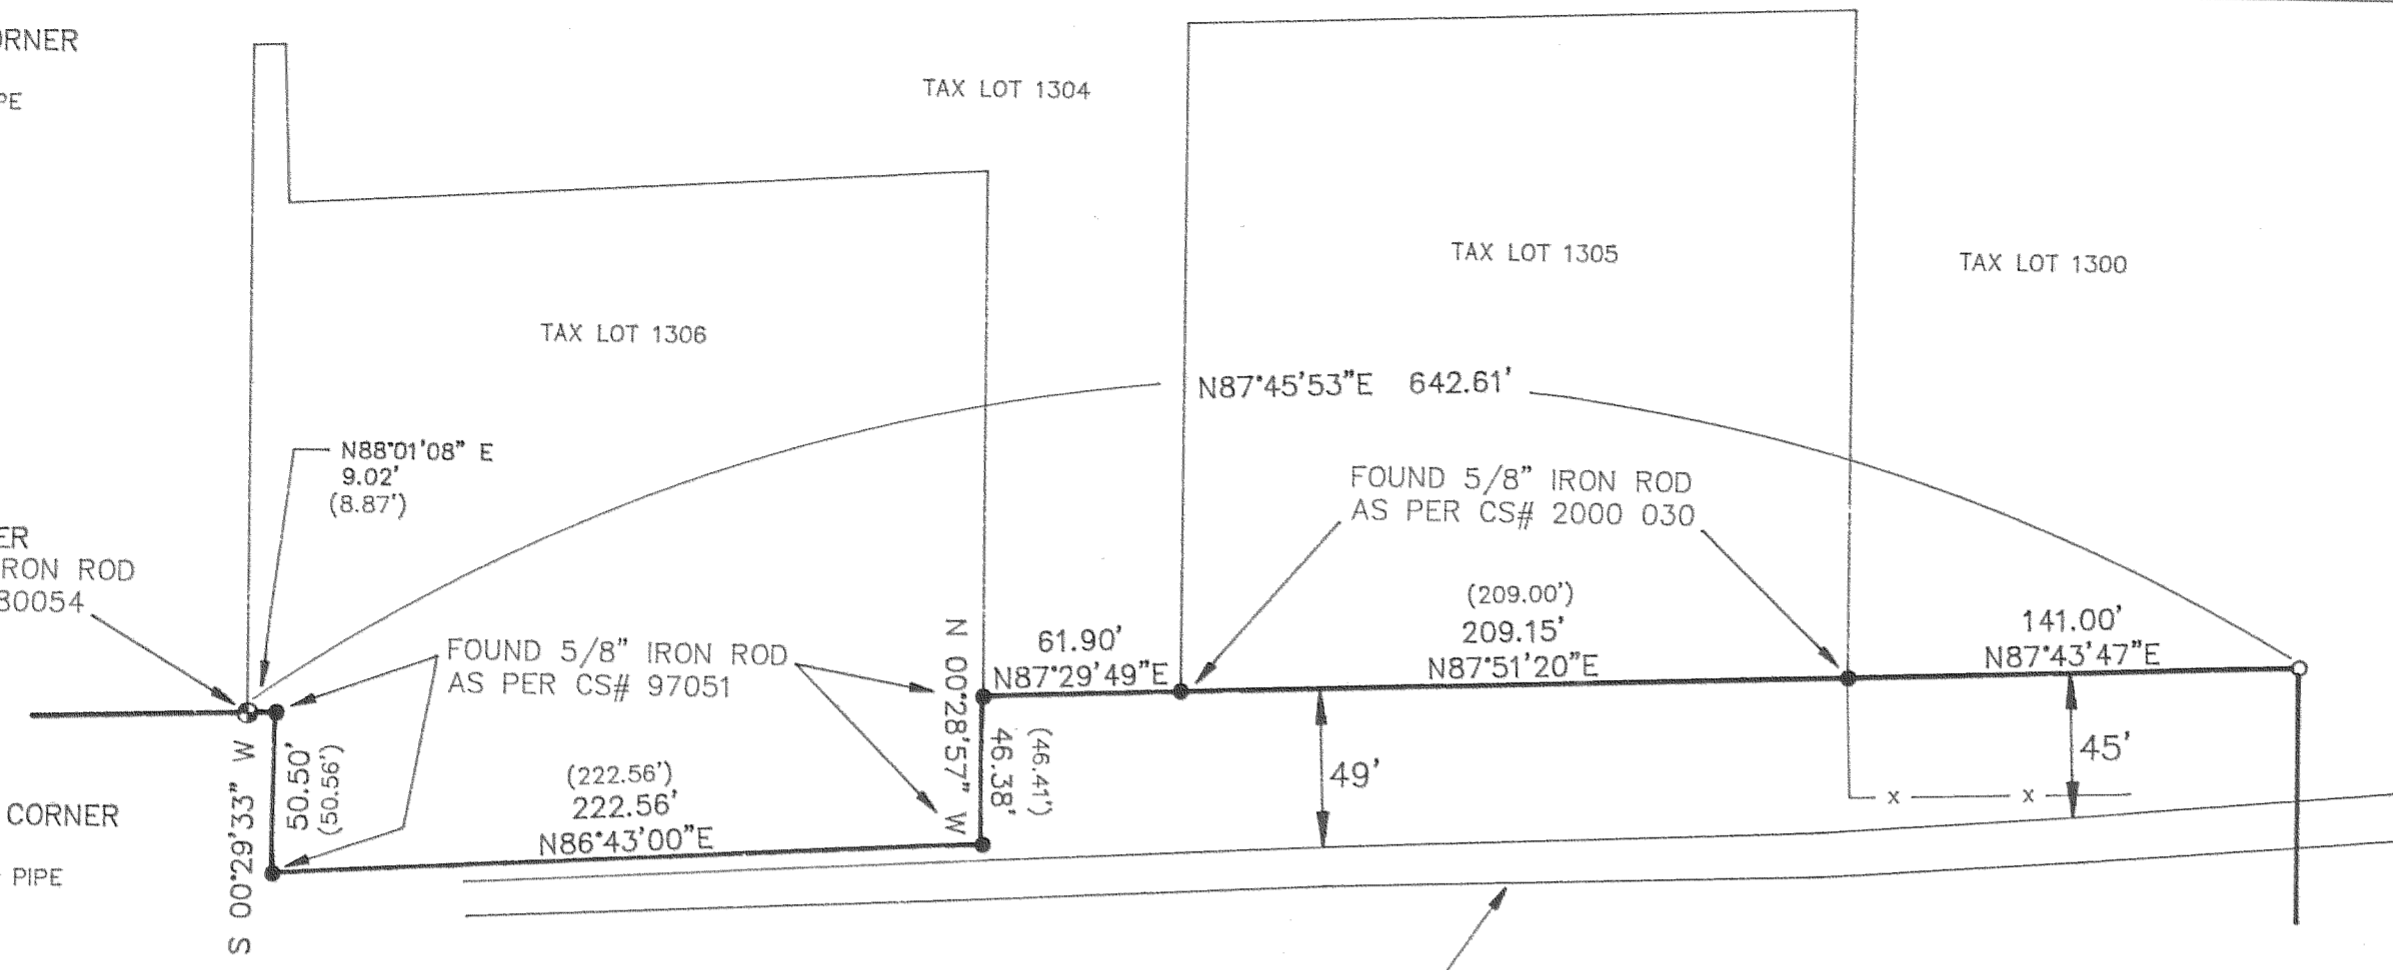 ORNER
PE
TAX LOT 1304
TAX LOT 1305
TAX LOT 1300
TAX LOT 1306
N87°45'53"E 642.61'
N88°01'08" E
9.02'
(8.87')
FOUND 5/8" IRON ROD
AS PER CS# 2000 030
ER
RON ROD
80054
FOUND 5/8" IRON ROD
AS PER CS# 97051
N 00°28'57" W
46.38'
(46.41')
61.90'
N87°29'49"E
(209.00')
209.15'
N87°51'20"E
141.00'
N87°43'47"E
S 00°29'33" W
50.50'
(50.56')
(222.56')
222.56'
N86°43'00"E
49'
45'
x x
CORNER
PIPE